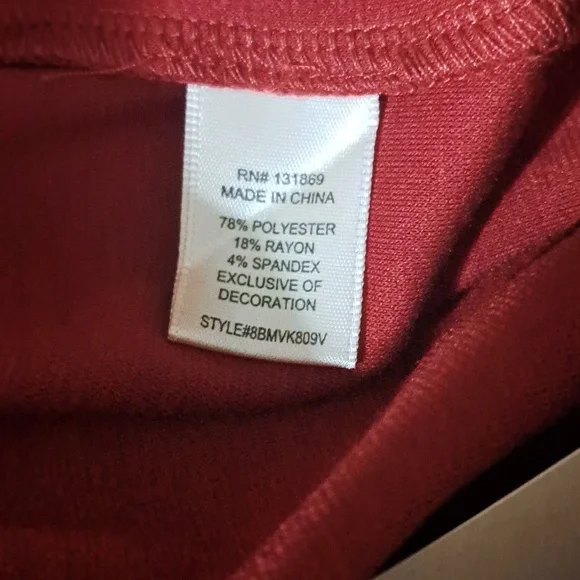 RN# 131869
MADE IN CHINA
78% POLYESTER
18% RAYON
4% SPANDEX
EXCLUSIVE OF
DECORATION
STYLE#8BMVK809V